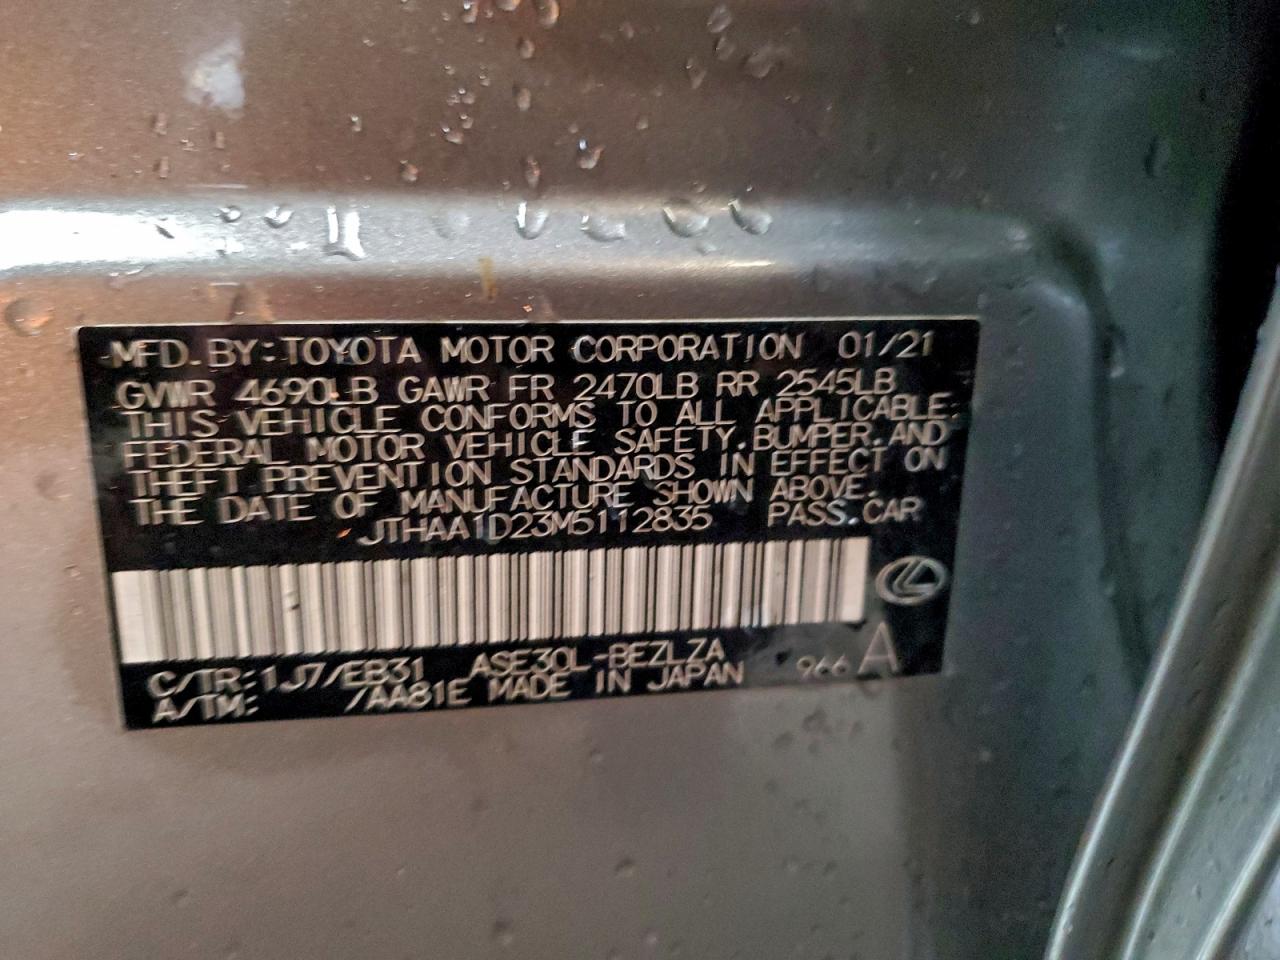 MFD. BY: TOYOTA MOTOR CORPORATION 01/21
GVWR 4690LB GAWR FR 2470LB RR 2545LB
THIS VEHICLE CONFORMS TO ALL APPLICABLE
FEDERAL MOTOR VEHICLE SAFETY, BUMPER, AND
THEFT PREVENTION STANDARDS IN EFFECT ON
THE DATE OF MANUFACTURE SHOWN ABOVE.
JTHAA1D23M5112835 PASS. CAR
C/TR: 1J7/EB31 ASE30L-BEZLZA
A/TM: /AA81E MADE IN JAPAN 966 A